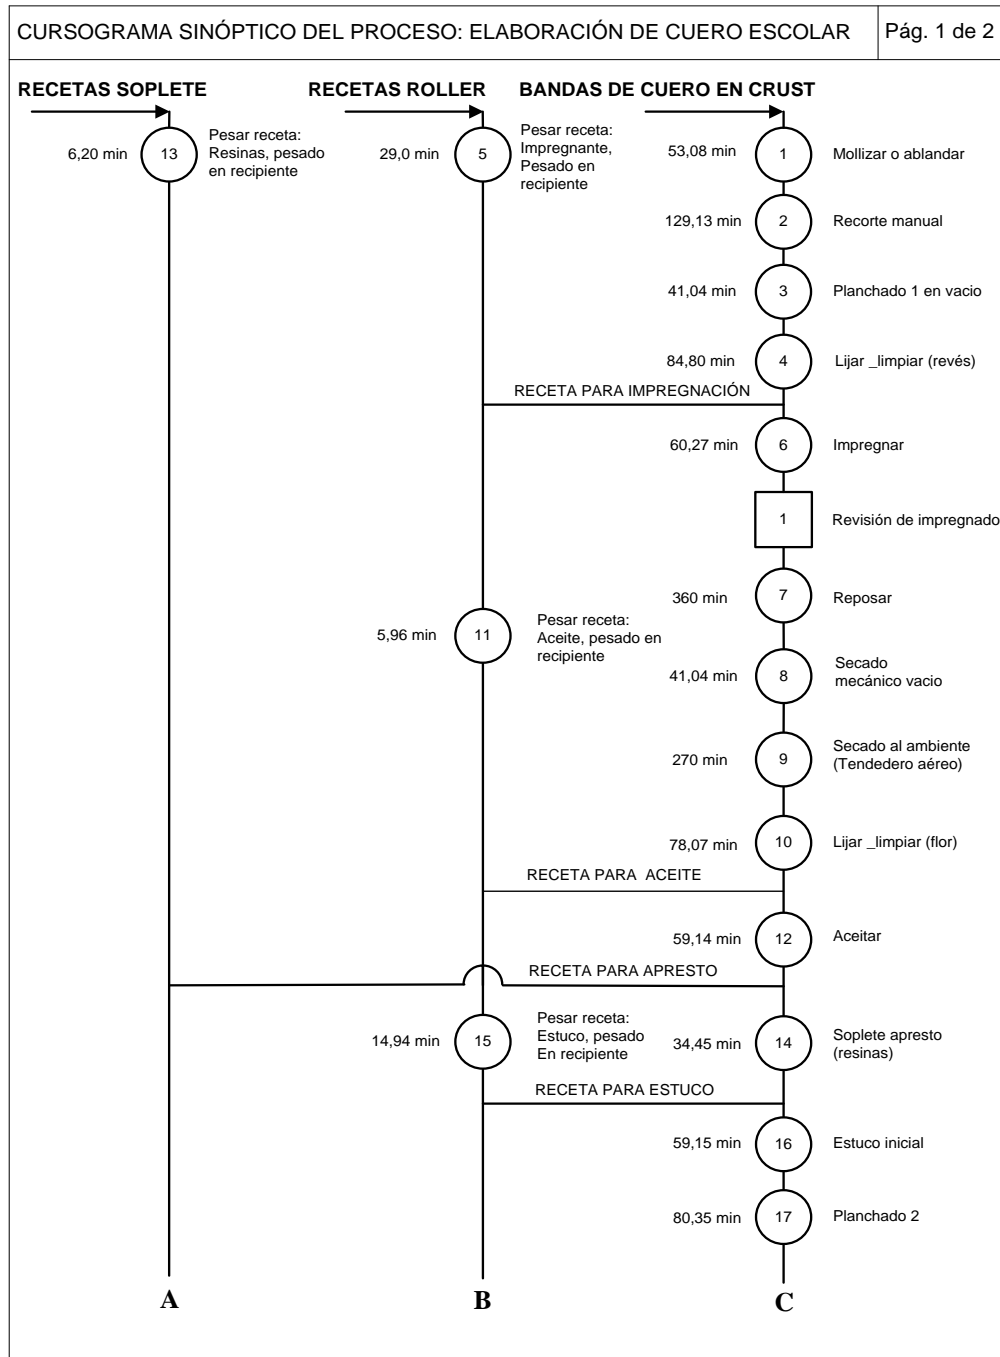 CURSOGRAMA SINÓPTICO DEL PROCESO: ELABORACIÓN DE CUERO ESCOLAR
Pág. 1 de 2
RECETAS SOPLETE
RECETAS ROLLER
BANDAS DE CUERO EN CRUST
6,20 min
13
Pesar receta:
Resinas, pesado
en recipiente
29,0 min
5
Pesar receta:
Impregnante,
Pesado en
recipiente
53,08 min
1
Mollizar o ablandar
129,13 min
2
Recorte manual
41,04 min
3
Planchado 1 en vacio
84,80 min
4
Lijar _limpiar (revés)
RECETA PARA IMPREGNACIÓN
60,27 min
6
Impregnar
1
Revisión de impregnado
360 min
7
Reposar
5,96 min
11
Pesar receta:
Aceite, pesado en
recipiente
41,04 min
8
Secado
mecánico vacio
270 min
9
Secado al ambiente
(Tendedero aéreo)
78,07 min
10
Lijar _limpiar (flor)
RECETA PARA ACEITE
59,14 min
12
Aceitar
RECETA PARA APRESTO
14,94 min
15
Pesar receta:
Estuco, pesado
En recipiente
34,45 min
14
Soplete apresto
(resinas)
RECETA PARA ESTUCO
59,15 min
16
Estuco inicial
80,35 min
17
Planchado 2
A
B
C